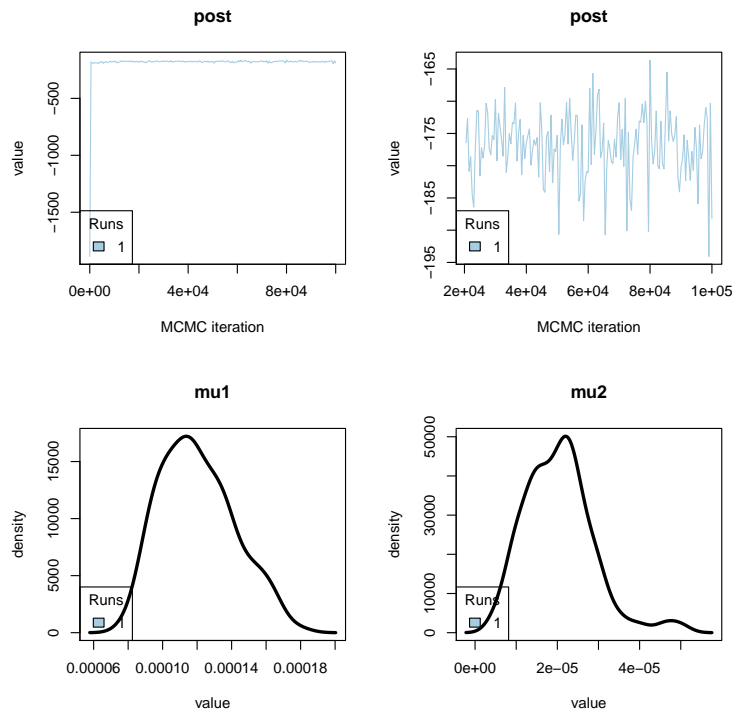 post
value
-500
-1000
-1500
Runs
1
0e+00 4e+04 8e+04
MCMC iteration
post
value
-165
-175
-185
-195
Runs
1
2e+04 4e+04 6e+04 8e+04 1e+05
MCMC iteration
mu1
density
15000
10000
5000
0
Runs
1
0.00006 0.00010 0.00014 0.00018
value
mu2
density
50000
30000
10000
0
Runs
1
0e+00 2e-05 4e-05
value